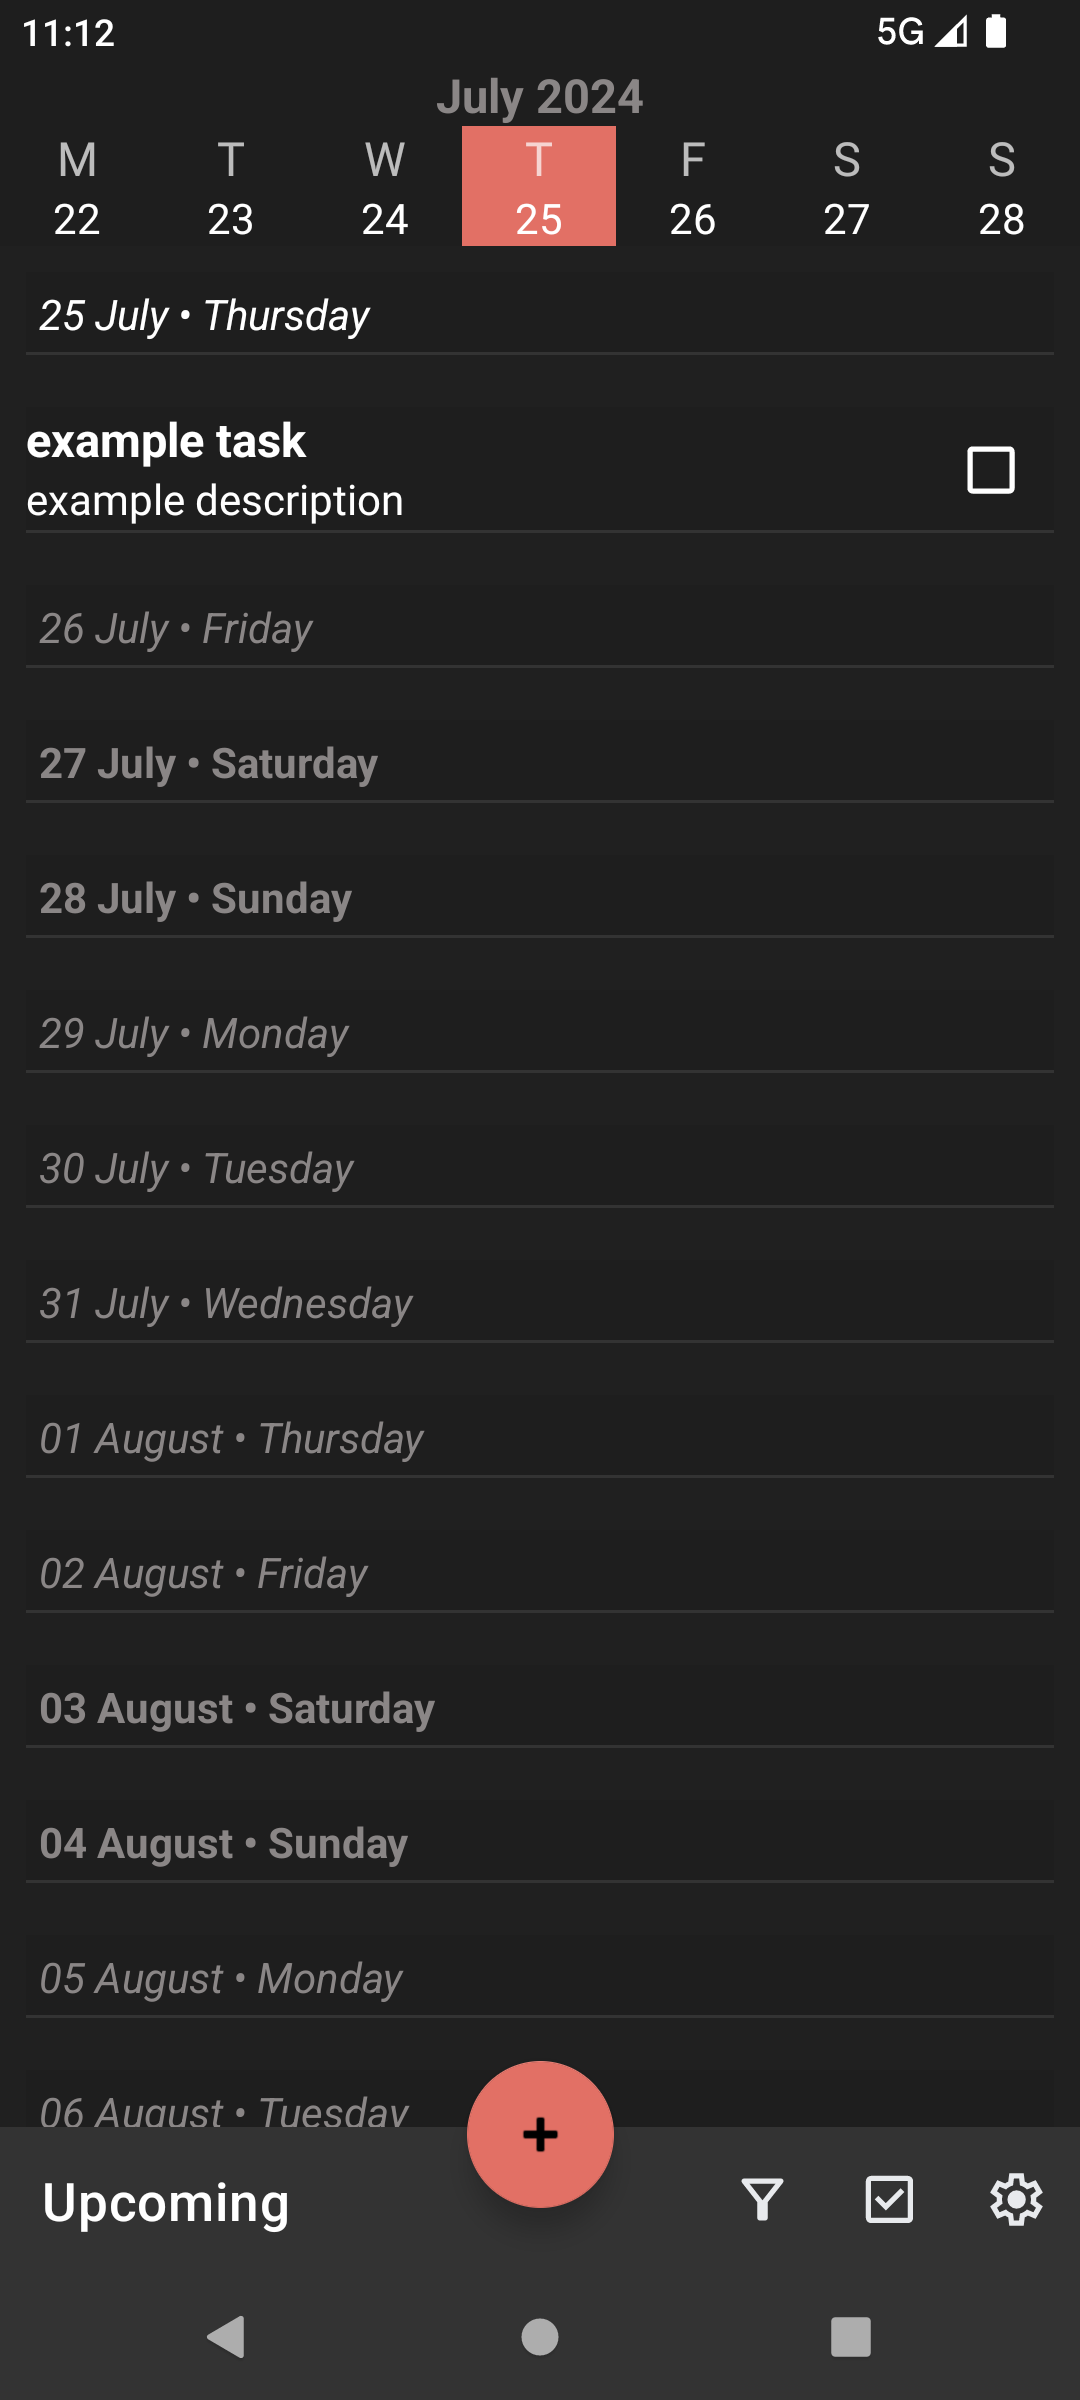 11:12 5G
July 2024
M T W T F S S
22 23 24 25 26 27 28
25 July • Thursday
example task
example description
26 July • Friday
27 July • Saturday
28 July • Sunday
29 July • Monday
30 July • Tuesday
31 July • Wednesday
01 August • Thursday
02 August • Friday
03 August • Saturday
04 August • Sunday
05 August • Monday
06 August • Tuesday
Upcoming